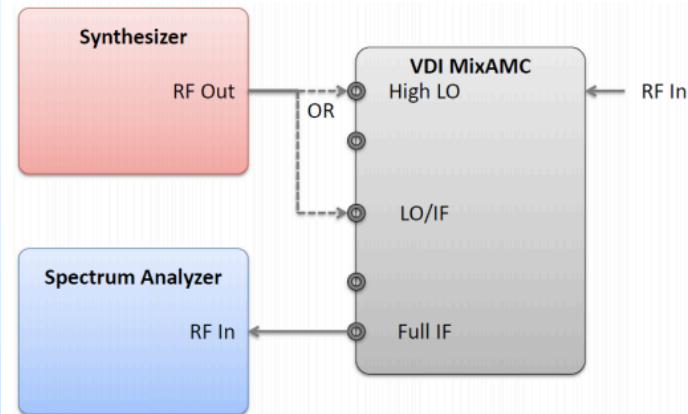 Synthesizer
RF Out
OR
VDI MixAMC
High LO
RF In
LO/IF
Spectrum Analyzer
RF In
Full IF